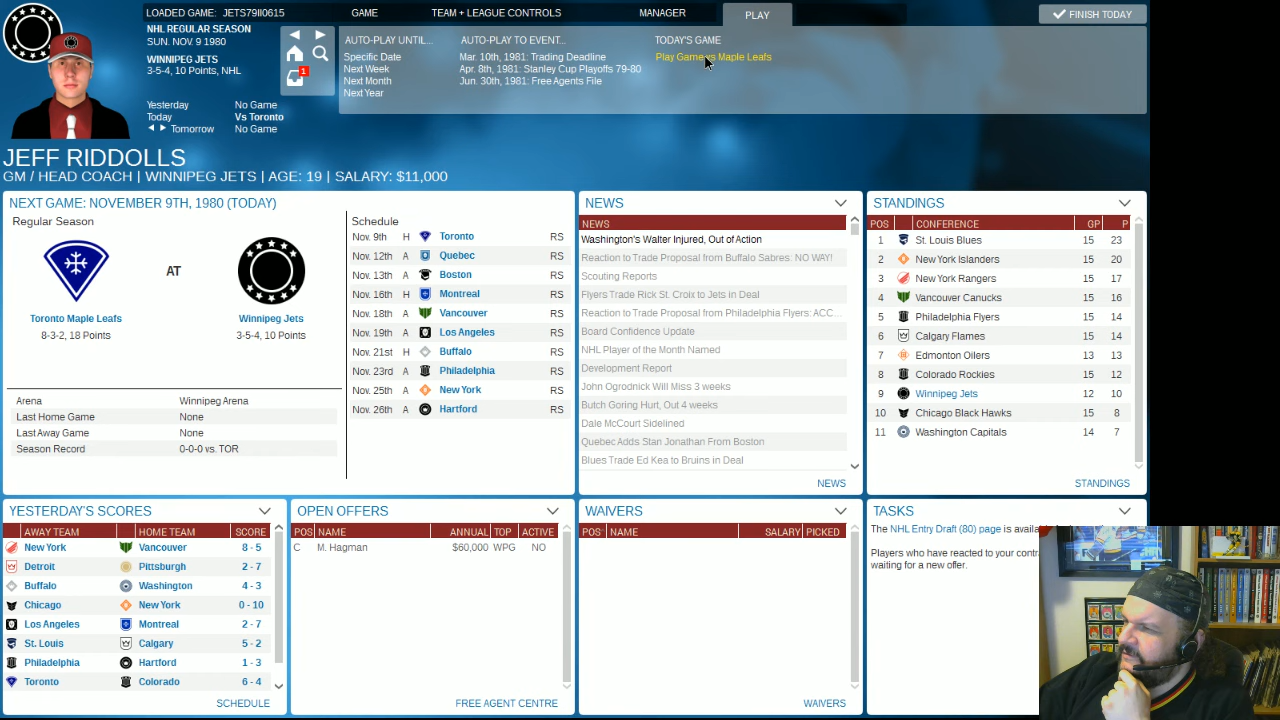 LOADED GAME: JETS79II0615
GAME
TEAM + LEAGUE CONTROLS
MANAGER
PLAY
FINISH TODAY
NHL REGULAR SEASON
SUN. NOV. 9 1980
WINNIPEG JETS
3-5-4, 10 Points, NHL
1
Yesterday No Game
Today Vs Toronto
Tomorrow No Game
AUTO-PLAY UNTIL...
Specific Date
Next Week
Next Month
Next Year
AUTO-PLAY TO EVENT...
Mar. 10th, 1981: Trading Deadline
Apr. 8th, 1981: Stanley Cup Playoffs 79-80
Jun. 30th, 1981: Free Agents File
TODAY'S GAME
Play Game vs Maple Leafs
JEFF RIDDOLLS
GM / HEAD COACH | WINNIPEG JETS | AGE: 19 | SALARY: $11,000
NEXT GAME: NOVEMBER 9TH, 1980 (TODAY)
Regular Season
AT
Toronto Maple Leafs
8-3-2, 18 Points
Winnipeg Jets
3-5-4, 10 Points
Arena Winnipeg Arena
Last Home Game None
Last Away Game None
Season Record 0-0-0 vs. TOR
Schedule
Nov. 9th H Toronto RS
Nov. 12th A Quebec RS
Nov. 13th A Boston RS
Nov. 16th H Montreal RS
Nov. 18th A Vancouver RS
Nov. 19th A Los Angeles RS
Nov. 21st H Buffalo RS
Nov. 23rd A Philadelphia RS
Nov. 25th A New York RS
Nov. 26th A Hartford RS
NEWS
NEWS
Washington's Walter Injured, Out of Action
Reaction to Trade Proposal from Buffalo Sabres: NO WAY!
Scouting Reports
Flyers Trade Rick St. Croix to Jets in Deal
Reaction to Trade Proposal from Philadelphia Flyers: ACC...
Board Confidence Update
NHL Player of the Month Named
Development Report
John Ogrodnick Will Miss 3 weeks
Butch Goring Hurt, Out 4 weeks
Dale McCourt Sidelined
Quebec Adds Stan Jonathan From Boston
Blues Trade Ed Kea to Bruins in Deal
NEWS
STANDINGS
POS CONFERENCE GP P
1 St. Louis Blues 15 23
2 New York Islanders 15 20
3 New York Rangers 15 17
4 Vancouver Canucks 15 16
5 Philadelphia Flyers 15 14
6 Calgary Flames 15 14
7 Edmonton Oilers 13 13
8 Colorado Rockies 15 12
9 Winnipeg Jets 12 10
10 Chicago Black Hawks 15 8
11 Washington Capitals 14 7
STANDINGS
YESTERDAY'S SCORES
AWAY TEAM HOME TEAM SCORE
New York Vancouver 8 - 5
Detroit Pittsburgh 2 - 7
Buffalo Washington 4 - 3
Chicago New York 0 - 10
Los Angeles Montreal 2 - 7
St. Louis Calgary 5 - 2
Philadelphia Hartford 1 - 3
Toronto Colorado 6 - 4
SCHEDULE
OPEN OFFERS
POS NAME ANNUAL TOP ACTIVE
C M. Hagman $60,000 WPG NO
FREE AGENT CENTRE
WAIVERS
POS NAME SALARY PICKED
WAIVERS
TASKS
The NHL Entry Draft (80) page is
Players who have reacted to your
waiting for a new offer.